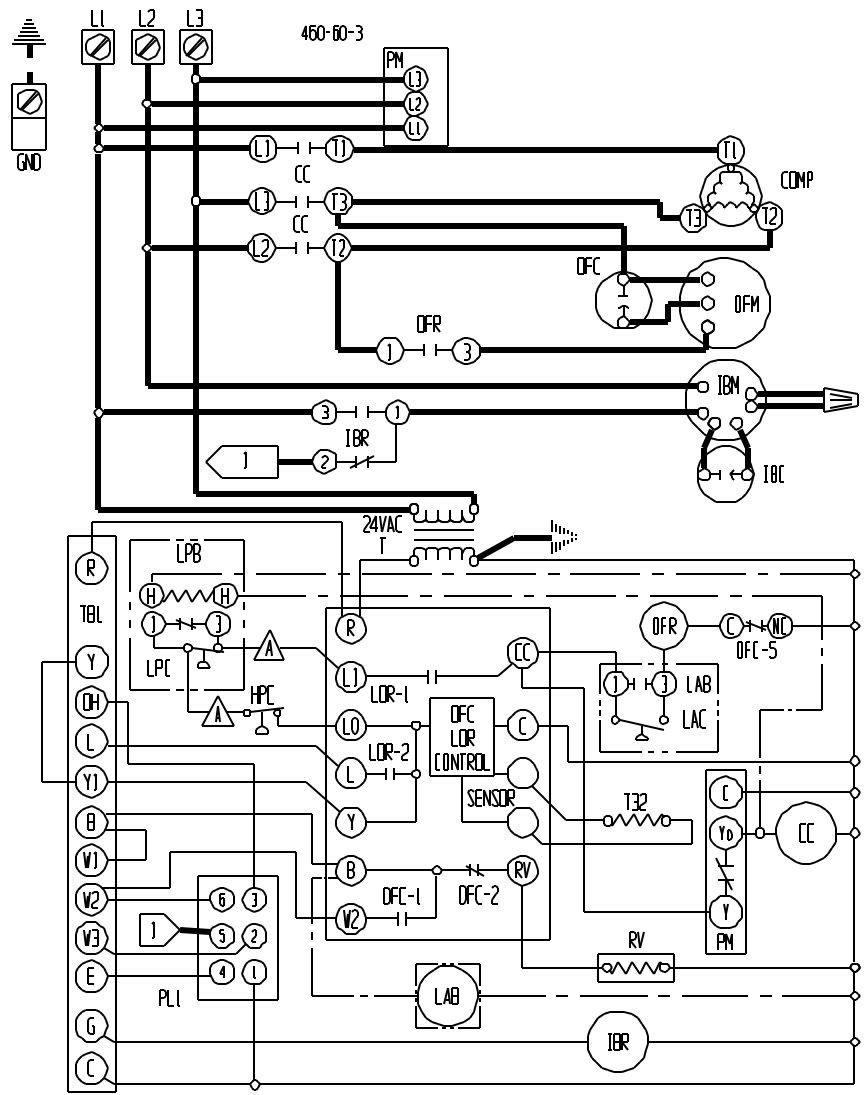 L1 L2 L3 460-60-3
PM
L3
L2
L1
GND
L1 T1 T1
CC
COMP
L3 T3 T3 T2
CC
L2 T2
OFC
OFM
OFR
1 3
IBM
3 1
IBR
1 2
IBC
24VAC
T
LPB
R
H H
TB1
1 3
R
OFR C NC
OFC-5
A
CC
Y
LPC
L1
LOR-1
1 3 LAB
OH
HPC
A
LAC
LO
OFC
LOR
CONTROL
C
L
LOR-2
L
Y1
SENSOR
C
T32
B
Y
YD
CC
W1
B
RV
W2
6 3
OFC-1
OFC-2
Y
W2
1
5 2
W3
PM
RV
E
4 1
PL1
LAB
G
IBR
C